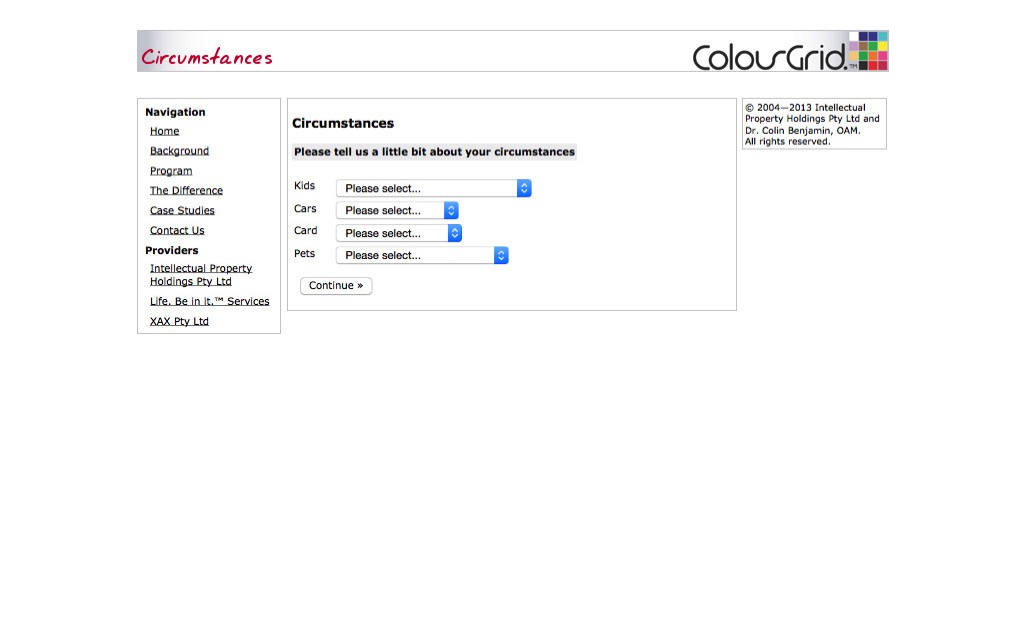 Circumstances
ColourGrid.™
Navigation
Home
Background
Program
The Difference
Case Studies
Contact Us
Providers
Intellectual Property
Holdings Pty Ltd
Life. Be in it.™ Services
XAX Pty Ltd
Circumstances
Please tell us a little bit about your circumstances
Kids Please select...
Cars Please select...
Card Please select...
Pets Please select...
Continue »
© 2004—2013 Intellectual
Property Holdings Pty Ltd and
Dr. Colin Benjamin, OAM.
All rights reserved.